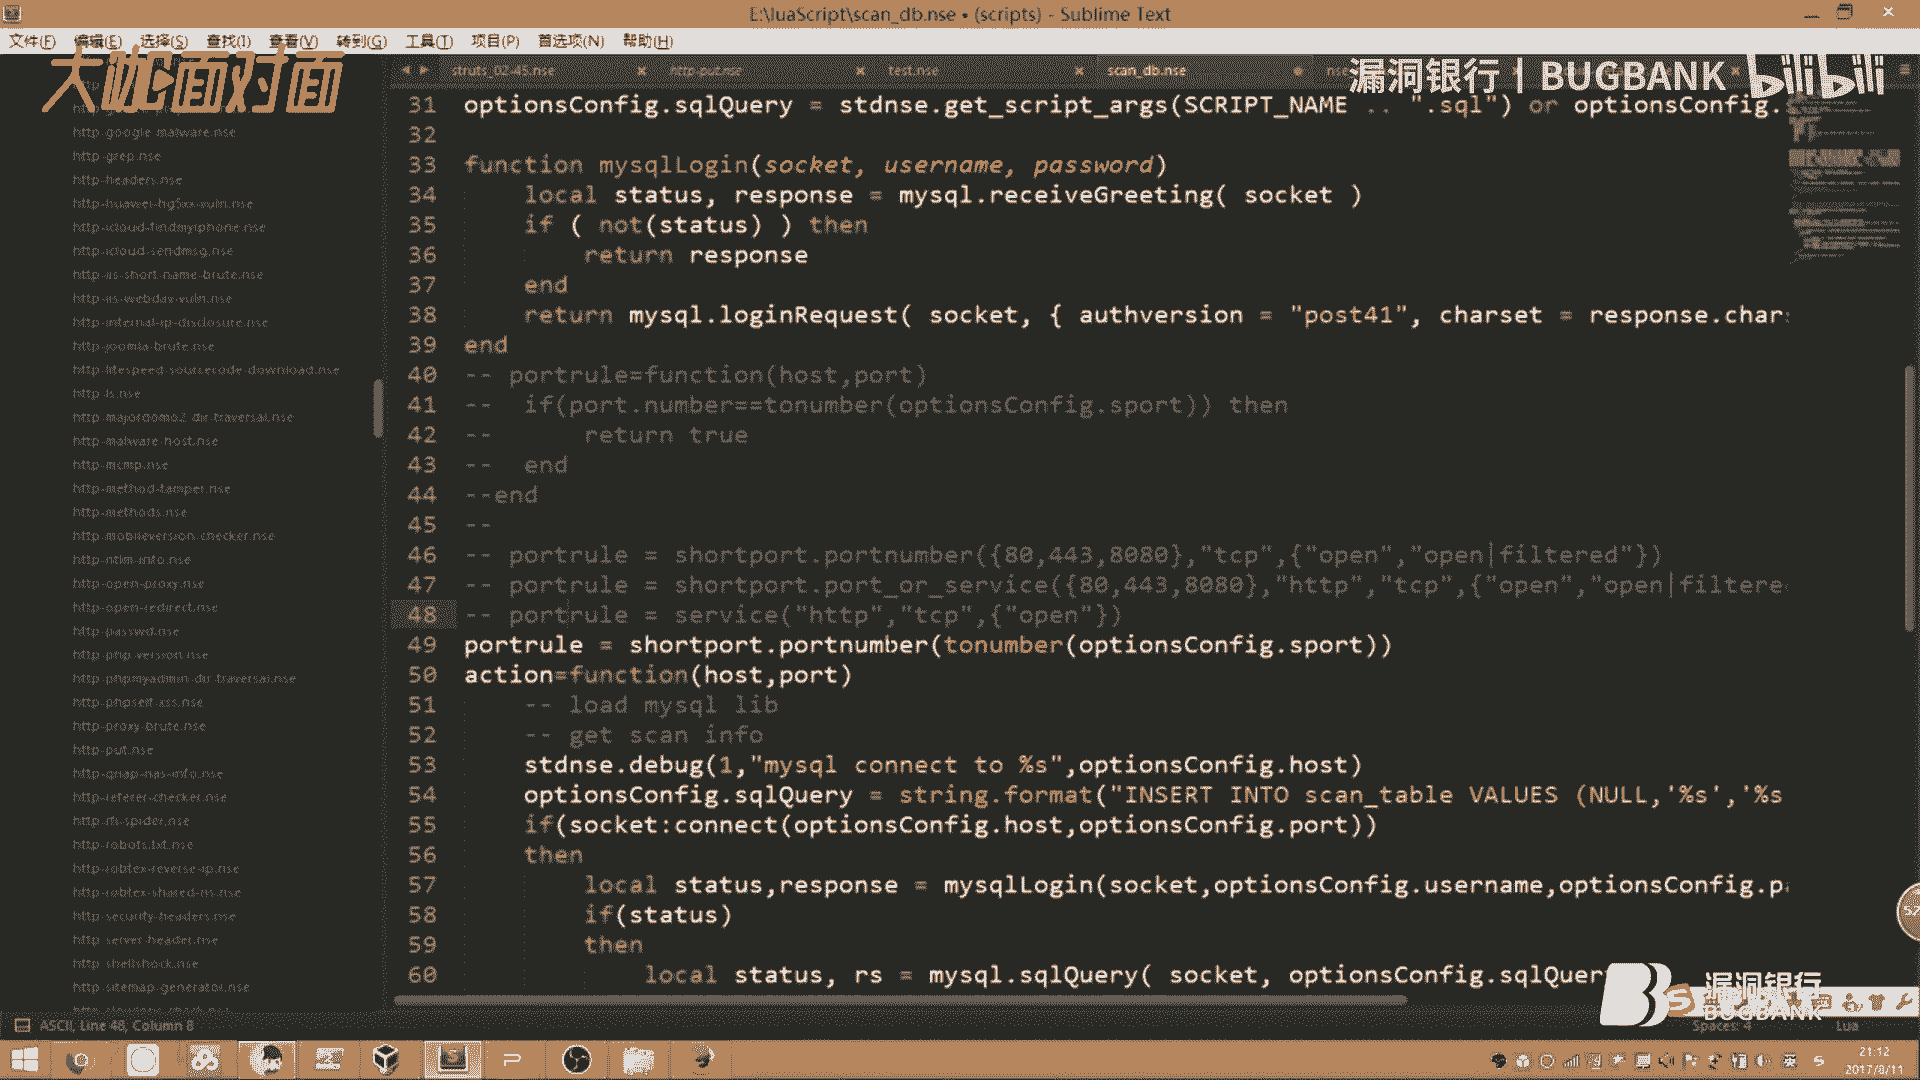 E:\luaScript\scan_db.nse • (scripts) - Sublime Text
文件(F) 编辑(E) 选择(S) 查找(I) 查看(V) 转到(G) 工具(T) 项目(P) 首选项(N) 帮助(H)
大咖面对面
漏洞银行 | BUGBANK bilibili
struts_02-45.nse http-put.nse test.nse scan_db.nse
http-google-malware.nse
http-grep.nse
http-headers.nse
http-huawei-hg5xx-vuln.nse
http-icloud-findmyiphone.nse
http-icloud-sendmsg.nse
http-iis-short-name-brute.nse
http-iis-webdav-vuln.nse
http-internal-ip-disclosure.nse
http-joomla-brute.nse
http-litespeed-sourcecode-download.nse
http-ls.nse
http-majordomo2-dir-traversal.nse
http-malware-host.nse
http-mcmp.nse
http-method-tamper.nse
http-methods.nse
http-mobileversion-checker.nse
http-ntlm-info.nse
http-open-proxy.nse
http-open-redirect.nse
http-passwd.nse
http-php-version.nse
http-phpmyadmin-dir-traversal.nse
http-phpself-xss.nse
http-proxy-brute.nse
http-put.nse
http-qnap-nas-info.nse
http-referer-checker.nse
http-rfi-spider.nse
http-robots.txt.nse
http-robtex-reverse-ip.nse
http-robtex-shared-ns.nse
http-security-headers.nse
http-server-header.nse
http-shellshock.nse
http-sitemap-generator.nse
31 optionsConfig.sqlQuery = stdnse.get_script_args(SCRIPT_NAME .. ".sql") or optionsConfig.
32
33 function mysqlLogin(socket, username, password)
34 local status, response = mysql.receiveGreeting( socket )
35 if ( not(status) ) then
36 return response
37 end
38 return mysql.loginRequest( socket, { authversion = "post41", charset = response.char
39 end
40 -- portrule=function(host,port)
41 -- if(port.number==tonumber(optionsConfig.sport)) then
42 -- return true
43 -- end
44 --end
45 --
46 -- portrule = shortport.portnumber({80,443,8080},"tcp",{"open","open|filtered"})
47 -- portrule = shortport.port_or_service({80,443,8080},"http","tcp",{"open","open|filtere
48 -- portrule = service("http","tcp",{"open"})
49 portrule = shortport.portnumber(tonumber(optionsConfig.sport))
50 action=function(host,port)
51 -- load mysql lib
52 -- get scan info
53 stdnse.debug(1,"mysql connect to %s",optionsConfig.host)
54 optionsConfig.sqlQuery = string.format("INSERT INTO scan_table VALUES (NULL,'%s','%s
55 if(socket:connect(optionsConfig.host,optionsConfig.port))
56 then
57 local status,response = mysqlLogin(socket,optionsConfig.username,optionsConfig.p
58 if(status)
59 then
60 local status, rs = mysql.sqlQuery( socket, optionsConfig.sqlQuer
52
漏洞银行
BUGBANK
ASCII, Line 48, Column 8
Spaces: 4 Lua
21:12
2017/8/11